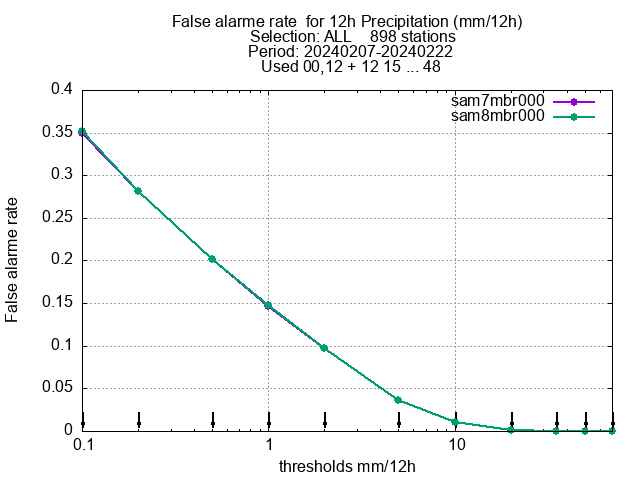 False alarme rate  for 12h Precipitation (mm/12h)
Selection: ALL    898 stations
Period: 20240207-20240222
Used 00,12 + 12 15 ... 48
sam7mbr000
sam8mbr000
0.4
0.35
0.3
0.25
0.2
0.15
0.1
0.05
0
False alarme rate
0.1 1 10
thresholds mm/12h